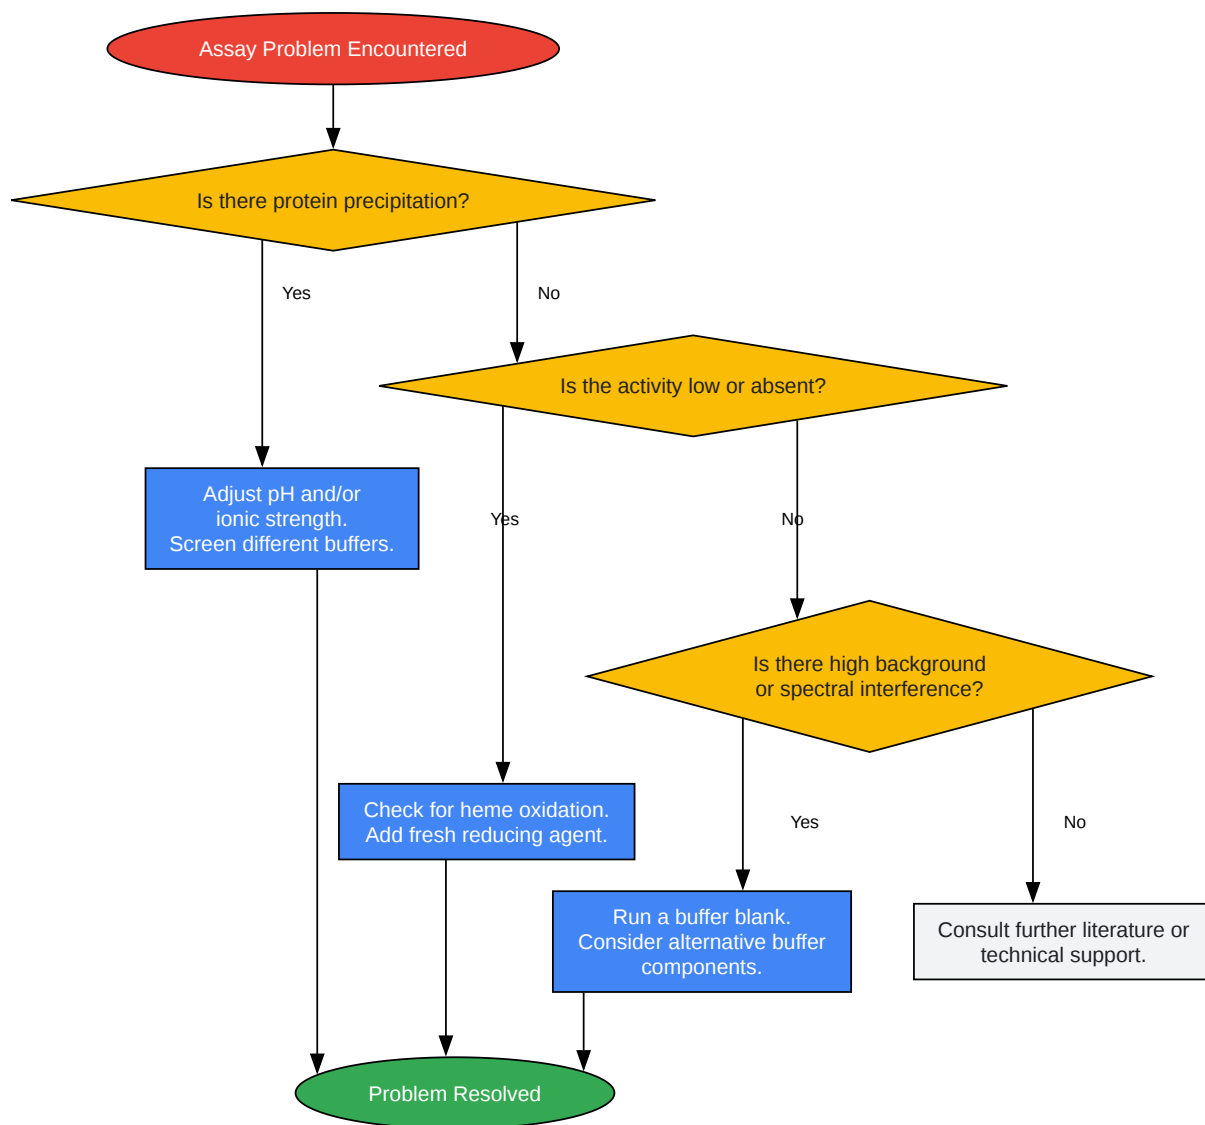 Assay Problem Encountered
Is there protein precipitation?
Yes
No
Is the activity low or absent?
Adjust pH and/or
ionic strength.
Screen different buffers.
Yes
No
Is there high background
or spectral interference?
Check for heme oxidation.
Add fresh reducing agent.
Yes
No
Run a buffer blank.
Consider alternative buffer
components.
Consult further literature or
technical support.
Problem Resolved